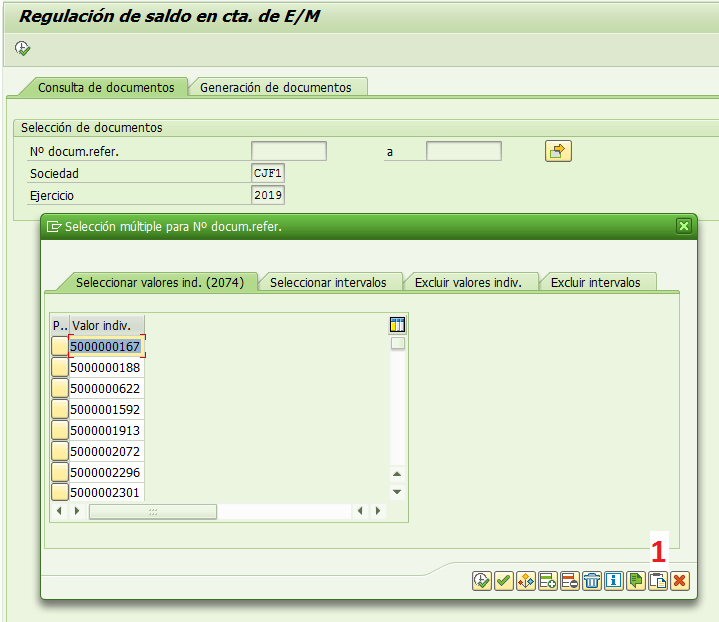 Regulación de saldo en cta. de E/M
Consulta de documentos
Generación de documentos
Selección de documentos
Nº docum.refer.
a
Sociedad
CJF1
Ejercicio
2019
Selección múltiple para Nº docum.refer.
Seleccionar valores ind. (2074)
Seleccionar intervalos
Excluir valores indiv.
Excluir intervalos
P.. Valor indiv.
5000000167
5000000188
5000000622
5000001592
5000001913
5000002072
5000002296
5000002301
1